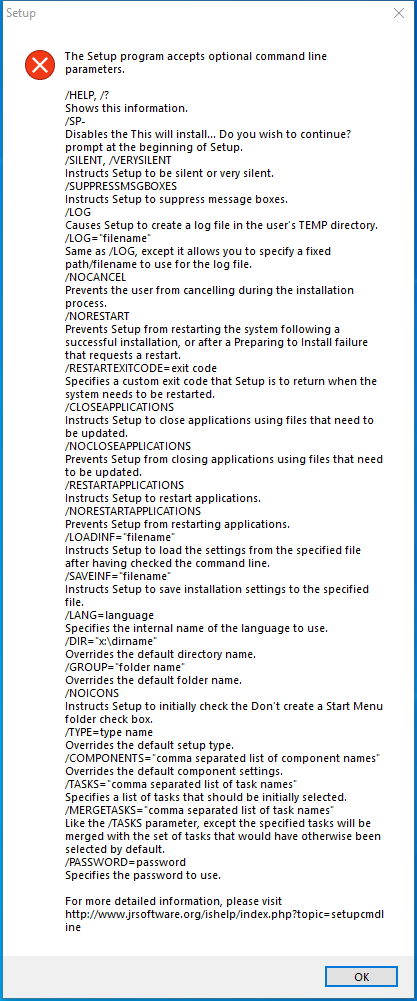 Setup
The Setup program accepts optional command line
parameters.
/HELP, /?
Shows this information.
/SP-
Disables the This will install... Do you wish to continue?
prompt at the beginning of Setup.
/SILENT, /VERYSILENT
Instructs Setup to be silent or very silent.
/SUPPRESSMSGBOXES
Instructs Setup to suppress message boxes.
/LOG
Causes Setup to create a log file in the user's TEMP directory.
/LOG="filename"
Same as /LOG, except it allows you to specify a fixed
path/filename to use for the log file.
/NOCANCEL
Prevents the user from cancelling during the installation
process.
/NORESTART
Prevents Setup from restarting the system following a
successful installation, or after a Preparing to Install failure
that requests a restart.
/RESTARTEXITCODE=exit code
Specifies a custom exit code that Setup is to return when the
system needs to be restarted.
/CLOSEAPPLICATIONS
Instructs Setup to close applications using files that need to
be updated.
/NOCLOSEAPPLICATIONS
Prevents Setup from closing applications using files that need
to be updated.
/RESTARTAPPLICATIONS
Instructs Setup to restart applications.
/NORESTARTAPPLICATIONS
Prevents Setup from restarting applications.
/LOADINF="filename"
Instructs Setup to load the settings from the specified file
after having checked the command line.
/SAVEINF="filename"
Instructs Setup to save installation settings to the specified
file.
/LANG=language
Specifies the internal name of the language to use.
/DIR="x:\dirname"
Overrides the default directory name.
/GROUP="folder name"
Overrides the default folder name.
/NOICONS
Instructs Setup to initially check the Don't create a Start Menu
folder check box.
/TYPE=type name
Overrides the default setup type.
/COMPONENTS="comma separated list of component names"
Overrides the default component settings.
/TASKS="comma separated list of task names"
Specifies a list of tasks that should be initially selected.
/MERGETASKS="comma separated list of task names"
Like the /TASKS parameter, except the specified tasks will be
merged with the set of tasks that would have otherwise been
selected by default.
/PASSWORD=password
Specifies the password to use.
For more detailed information, please visit
http://www.jrsoftware.org/ishelp/index.php?topic=setupcmdl
ine
OK